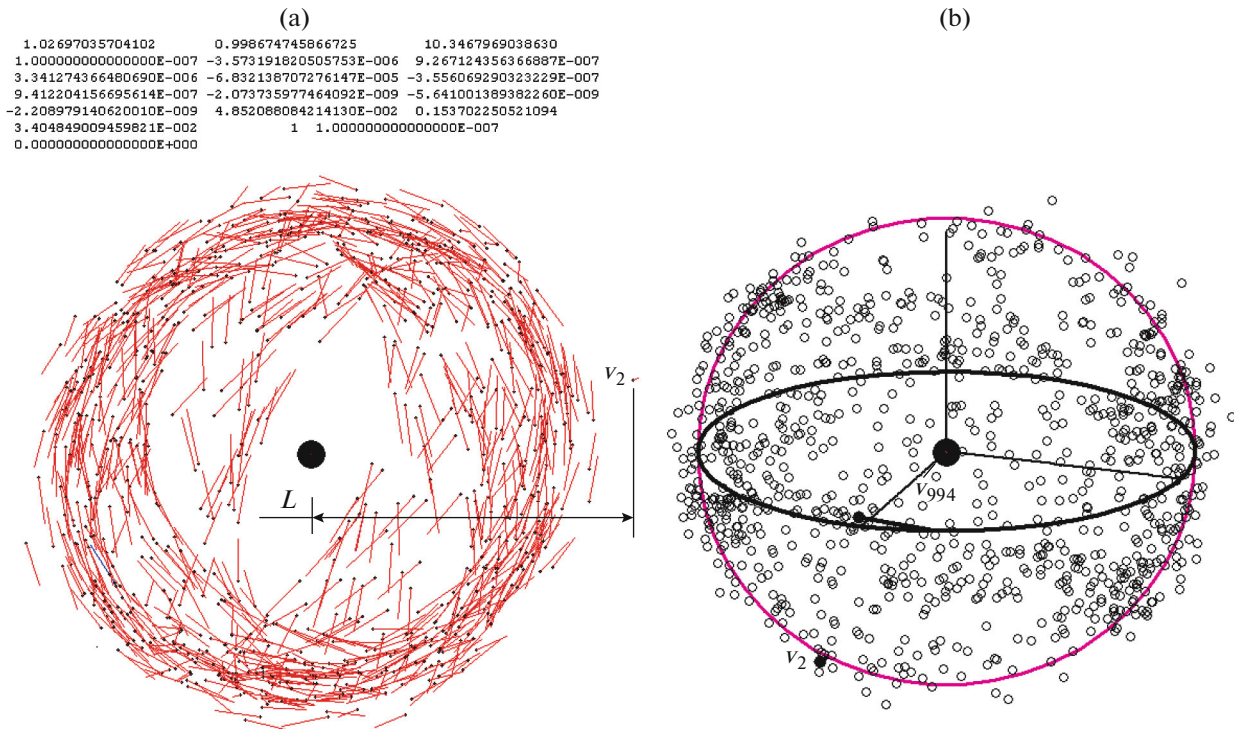 (a)
(b)
1.02697035704102 0.998674745866725 10.3467969038630
1.000000000000000E-007 -3.573191820505753E-006 9.267124356366887E-007
3.341274366480690E-006 -6.832138707276147E-005 -3.556069290323229E-007
9.412204156695614E-007 -2.073735977464092E-009 -5.641001389382260E-009
-2.208979140620010E-009 4.852088084214130E-002 0.153702250521094
3.404849009459821E-002 1 1.000000000000000E-007
0.000000000000000E+000
v2
L
v994
v2